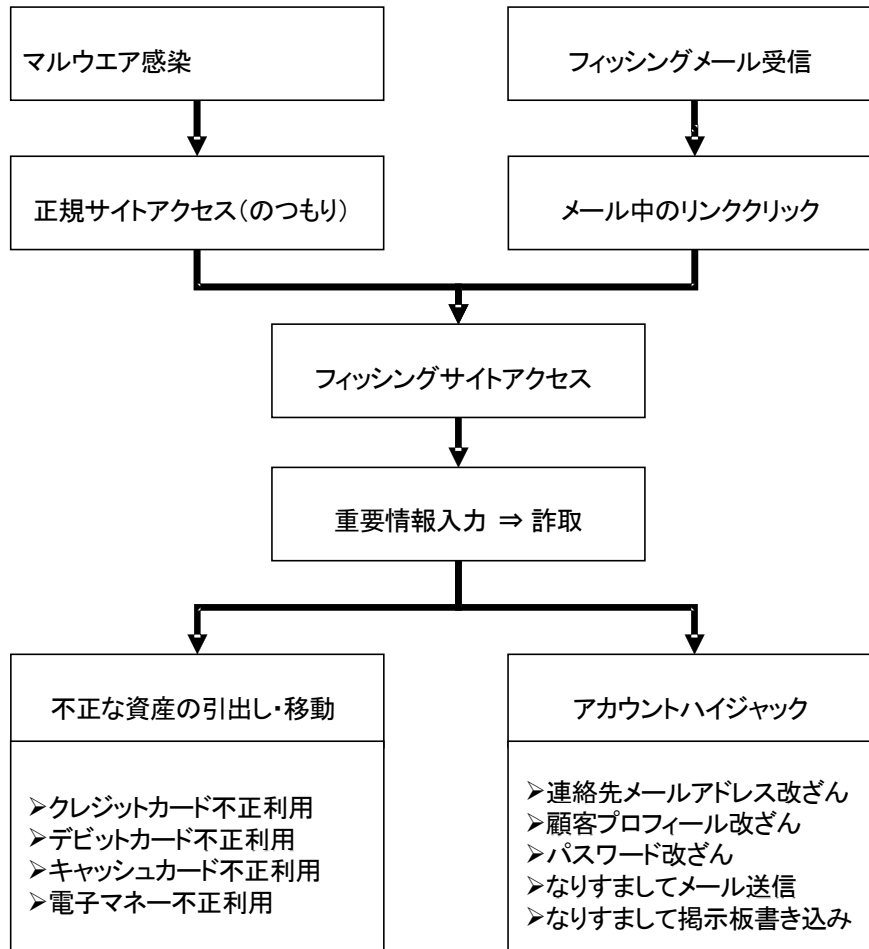 マルウエア感染
フィッシングメール受信
正規サイトアクセス(のつもり)
メール中のリンククリック
フィッシングサイトアクセス
重要情報入力 ⇒ 詐取
不正な資産の引出し・移動
➢クレジットカード不正利用
➢デビットカード不正利用
➢キャッシュカード不正利用
➢電子マネー不正利用
アカウントハイジャック
➢連絡先メールアドレス改ざん
➢顧客プロフィール改ざん
➢パスワード改ざん
➢なりすましてメール送信
➢なりすまして掲示板書き込み